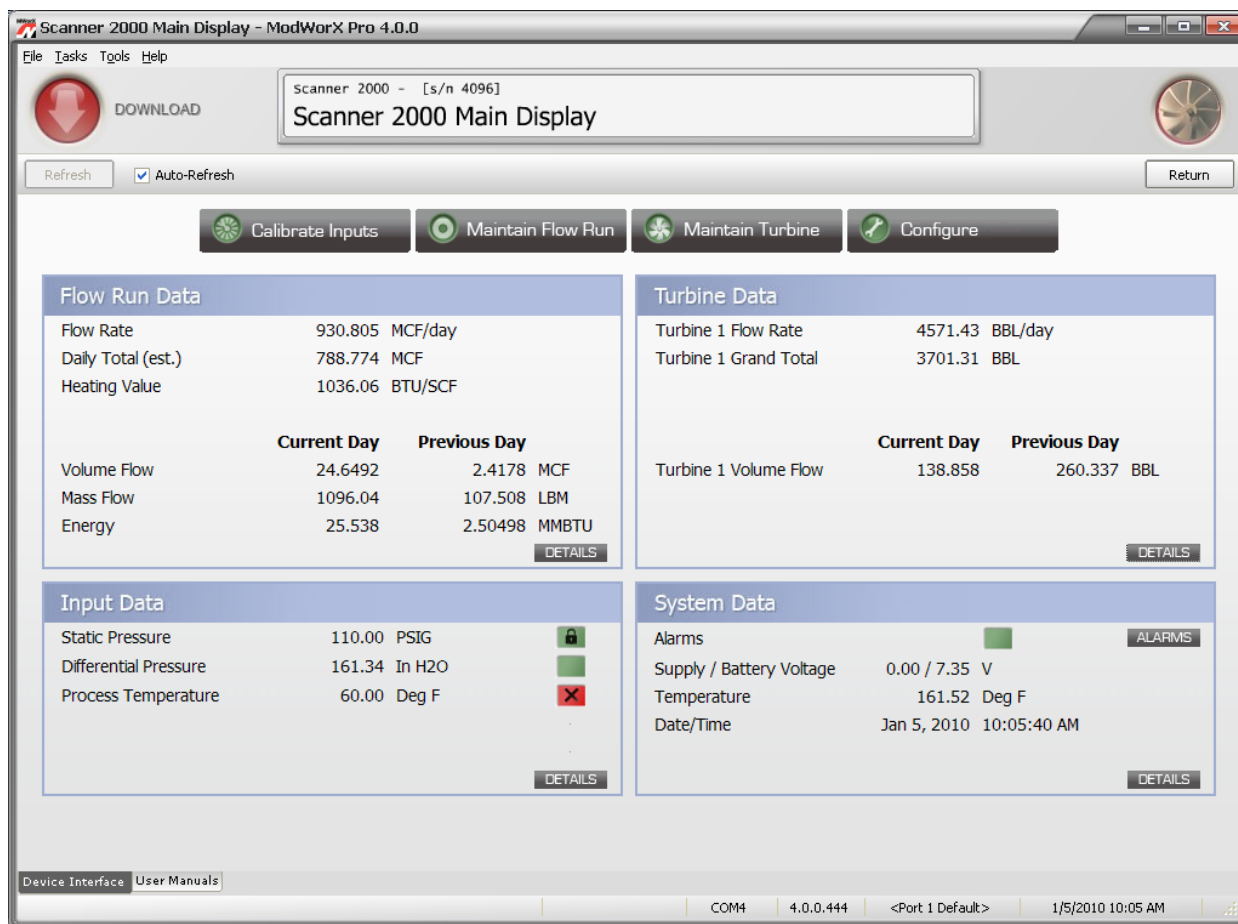 Scanner 2000 Main Display - ModWorX Pro 4.0.0
File Tasks Tools Help
DOWNLOAD
Scanner 2000 - [s/n 4096]
Scanner 2000 Main Display
Refresh Auto-Refresh Return
Calibrate Inputs Maintain Flow Run Maintain Turbine Configure
Flow Run Data
Flow Rate 930.805 MCF/day
Daily Total (est.) 788.774 MCF
Heating Value 1036.06 BTU/SCF
Current Day Previous Day
Volume Flow 24.6492 2.4178 MCF
Mass Flow 1096.04 107.508 LBM
Energy 25.538 2.50498 MMBTU
DETAILS
Turbine Data
Turbine 1 Flow Rate 4571.43 BBL/day
Turbine 1 Grand Total 3701.31 BBL
Current Day Previous Day
Turbine 1 Volume Flow 138.858 260.337 BBL
DETAILS
Input Data
Static Pressure 110.00 PSIG
Differential Pressure 161.34 In H2O
Process Temperature 60.00 Deg F
DETAILS
System Data
Alarms ALARMS
Supply / Battery Voltage 0.00 / 7.35 V
Temperature 161.52 Deg F
Date/Time Jan 5, 2010 10:05:40 AM
DETAILS
Device Interface User Manuals
COM4 4.0.0.444 <Port 1 Default> 1/5/2010 10:05 AM